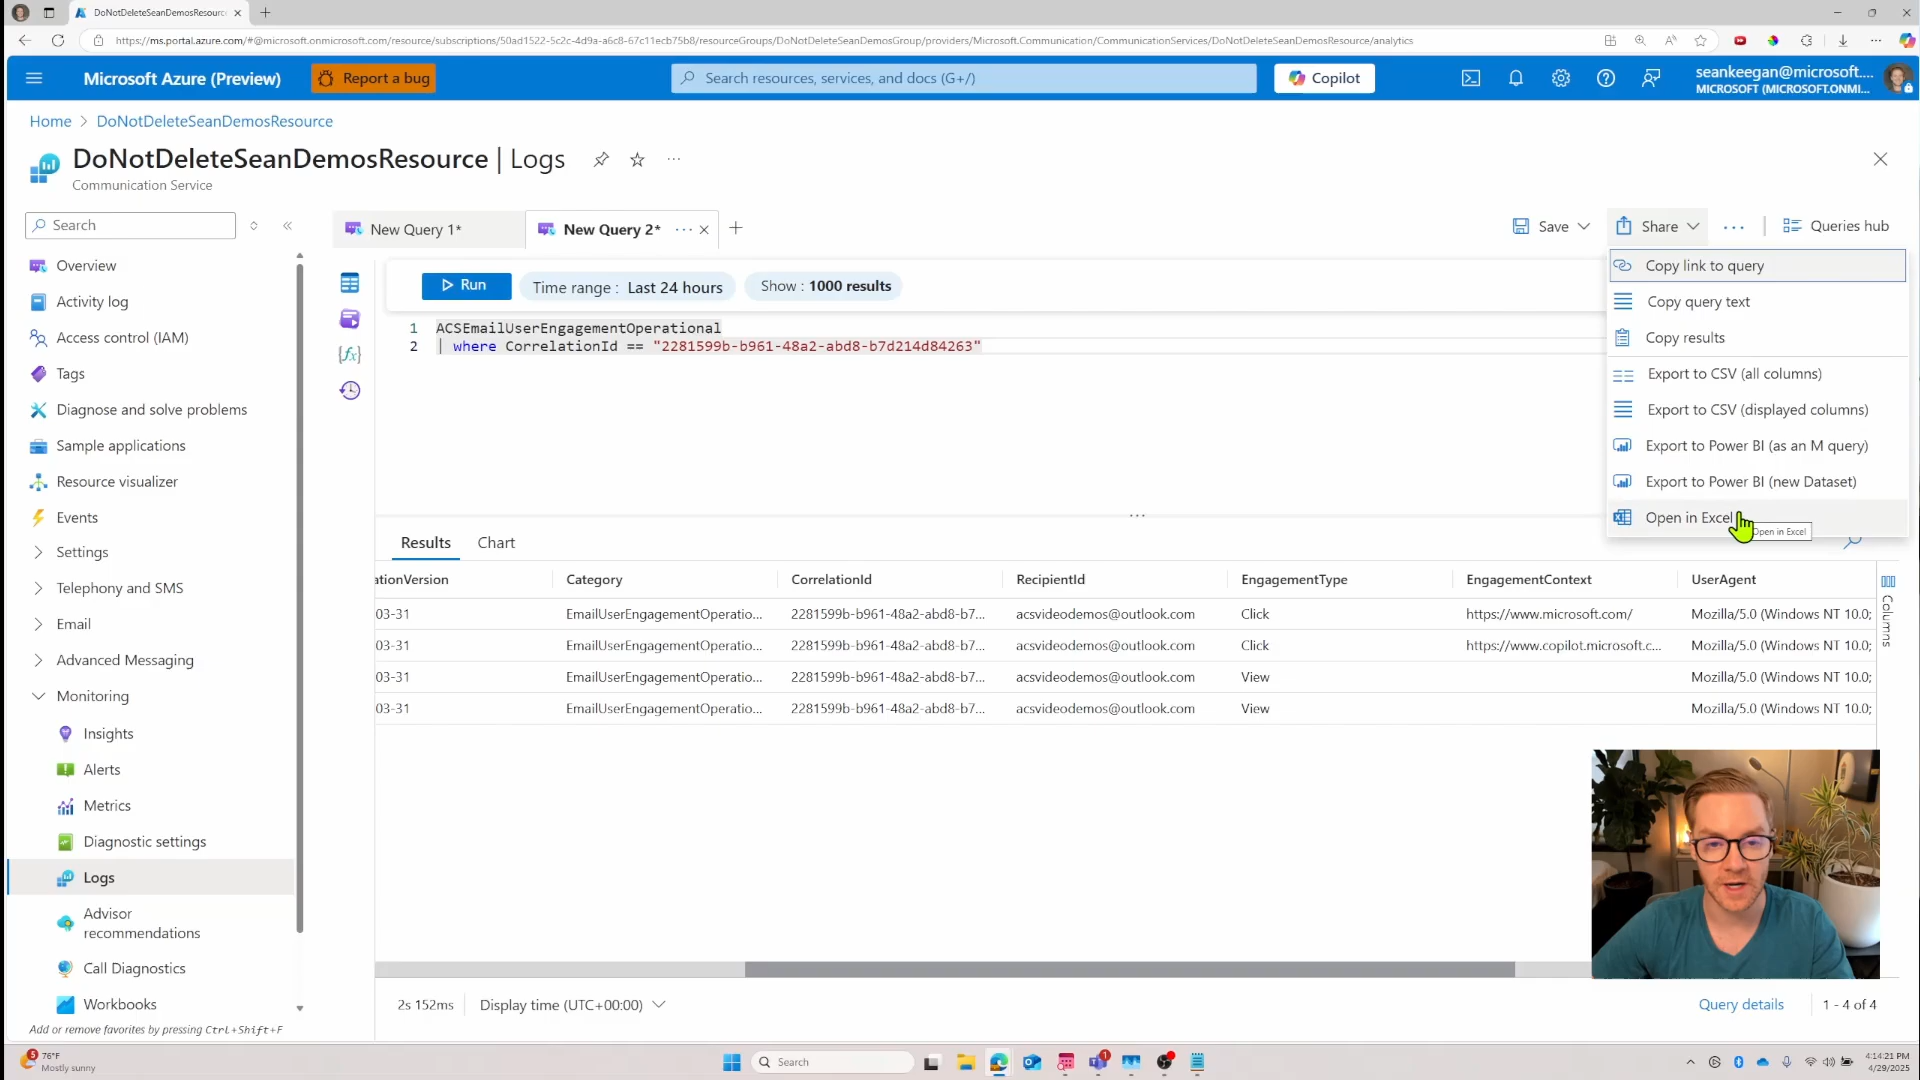 DoNotDeleteSeanDemosResource
https://ms.portal.azure.com/#@microsoft.onmicrosoft.com/resource/subscriptions/50ad1522-5c2c-4d9a-a6c8-67c11ecb75b8/resourceGroups/DoNotDeleteSeanDemosGroup/providers/Microsoft.Communication/CommunicationServices/DoNotDeleteSeanDemosResource/analytics
Microsoft Azure (Preview)
Report a bug
Search resources, services, and docs (G+/)
Copilot
seankeegan@microsoft....
MICROSOFT (MICROSOFT.ONMI...
Home > DoNotDeleteSeanDemosResource
DoNotDeleteSeanDemosResource | Logs
Communication Service
Search
Overview
Activity log
Access control (IAM)
Tags
Diagnose and solve problems
Sample applications
Resource visualizer
Events
Settings
Telephony and SMS
Email
Advanced Messaging
Monitoring
Insights
Alerts
Metrics
Diagnostic settings
Logs
Advisor
recommendations
Call Diagnostics
Workbooks
Add or remove favorites by pressing Ctrl+Shift+F
New Query 1*
New Query 2* ...
Save
Share
Queries hub
Run
Time range : Last 24 hours
Show : 1000 results
1 ACSEmailUserEngagementOperational
2 | where CorrelationId == "2281599b-b961-48a2-abd8-b7d214d84263"
Copy link to query
Copy query text
Copy results
Export to CSV (all columns)
Export to CSV (displayed columns)
Export to Power BI (as an M query)
Export to Power BI (new Dataset)
Open in Excel
Open in Excel
Results Chart
ationVersion Category CorrelationId RecipientId EngagementType EngagementContext UserAgent
03-31 EmailUserEngagementOperatio... 2281599b-b961-48a2-abd8-b7... acsvideodemos@outlook.com Click https://www.microsoft.com/ Mozilla/5.0 (Windows NT 10.0;
03-31 EmailUserEngagementOperatio... 2281599b-b961-48a2-abd8-b7... acsvideodemos@outlook.com Click https://www.copilot.microsoft.c... Mozilla/5.0 (Windows NT 10.0;
03-31 EmailUserEngagementOperatio... 2281599b-b961-48a2-abd8-b7... acsvideodemos@outlook.com View Mozilla/5.0 (Windows NT 10.0;
03-31 EmailUserEngagementOperatio... 2281599b-b961-48a2-abd8-b7... acsvideodemos@outlook.com View Mozilla/5.0 (Windows NT 10.0;
Columns
2s 152ms
Display time (UTC+00:00)
Query details
1 - 4 of 4
5
76°F
Mostly sunny
Search
1
4:14:21 PM
4/29/2025